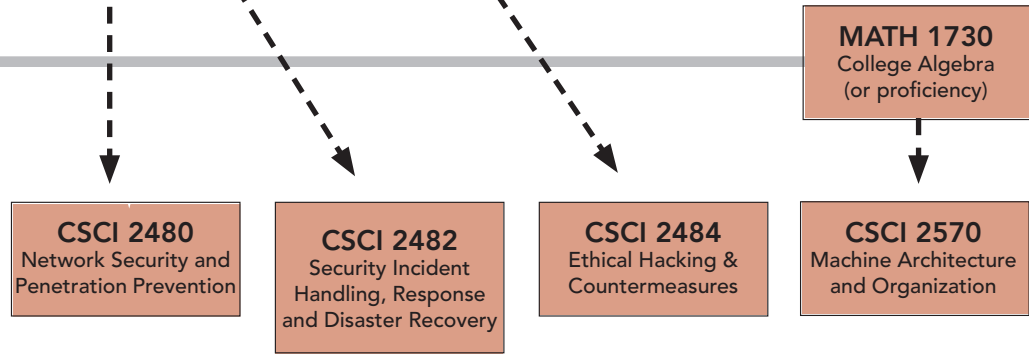 MATH 1730
College Algebra
(or proficiency)
CSCI 2480
Network Security and
Penetration Prevention
CSCI 2482
Security Incident
Handling, Response
and Disaster Recovery
CSCI 2484
Ethical Hacking &
Countermeasures
CSCI 2570
Machine Architecture
and Organization